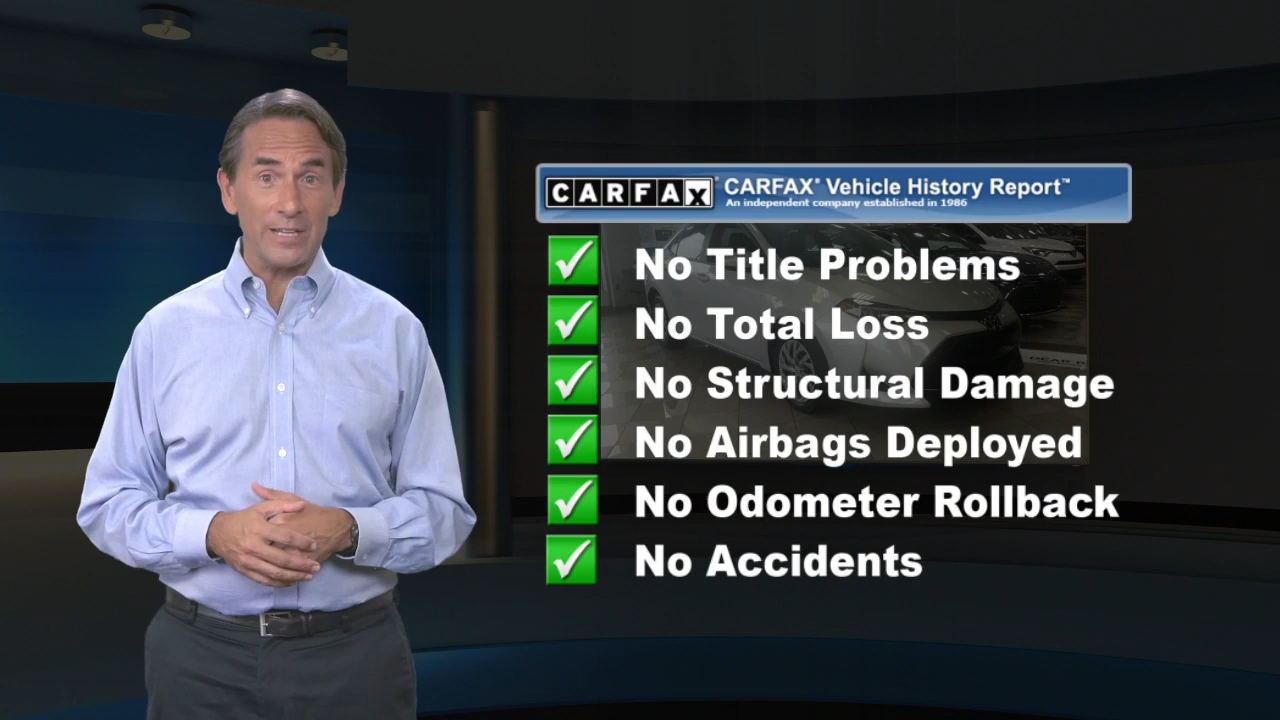 CARFAX® CARFAX® Vehicle History Report™
An independent company established in 1986
No Title Problems
No Total Loss
No Structural Damage
No Airbags Deployed
No Odometer Rollback
No Accidents